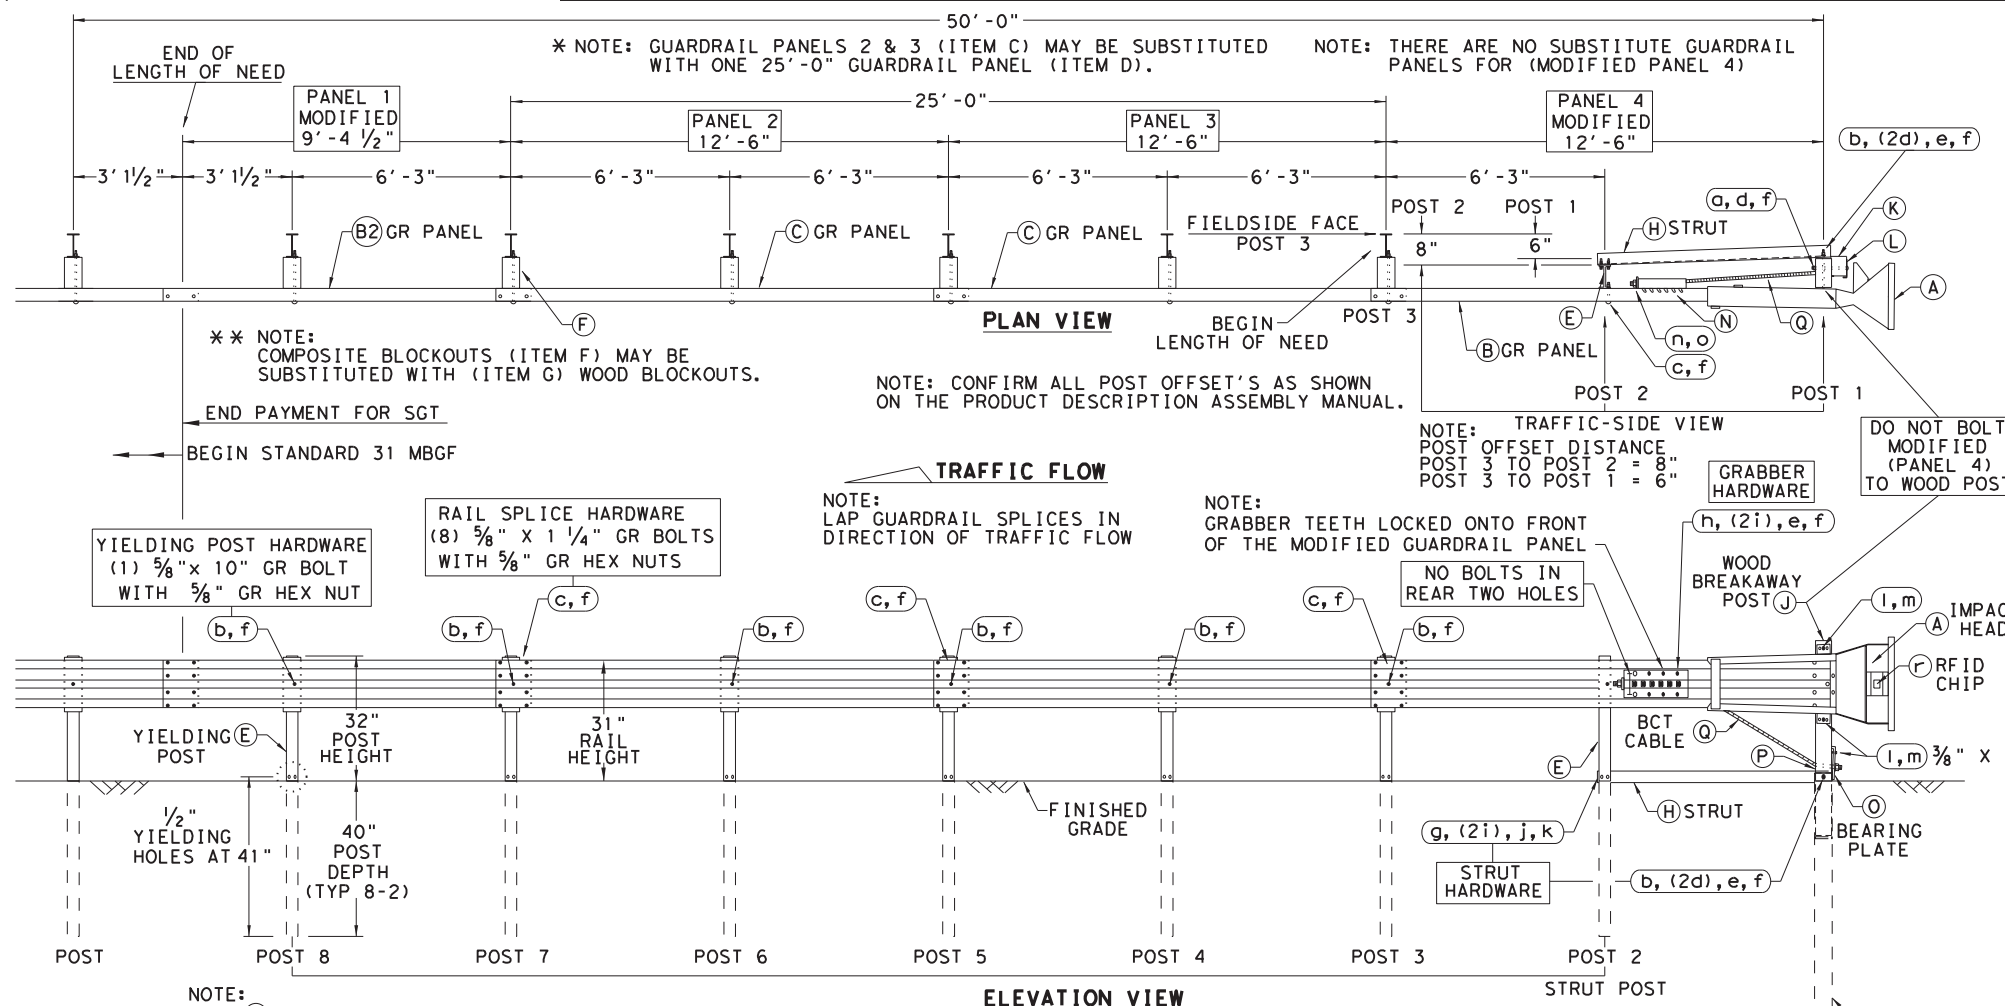 50'-0"
* NOTE: GUARDRAIL PANELS 2 & 3 (ITEM C) MAY BE SUBSTITUTED
WITH ONE 25'-0" GUARDRAIL PANEL (ITEM D).
NOTE: THERE ARE NO SUBSTITUTE GUARDRAIL
PANELS FOR (MODIFIED PANEL 4)
END OF
LENGTH OF NEED
25'-0"
PANEL 1
MODIFIED
9'-4 1/2"
PANEL 2
12'-6"
PANEL 3
12'-6"
PANEL 4
MODIFIED
12'-6"
b, (2d), e, f
3' 1 1/2"
3' 1 1/2"
6'-3"
6'-3"
6'-3"
6'-3"
6'-3"
6'-3"
B2 GR PANEL
C GR PANEL
C GR PANEL
FIELDSIDE FACE
POST 3
POST 2
8"
POST 1
6"
H STRUT
a, d, f
K
L
A
F
PLAN VIEW
BEGIN
LENGTH OF NEED
POST 3
B GR PANEL
E
N
Q
n, o
c, f
POST 2
POST 1
TRAFFIC-SIDE VIEW
** NOTE:
COMPOSITE BLOCKOUTS (ITEM F) MAY BE
SUBSTITUTED WITH (ITEM G) WOOD BLOCKOUTS.
NOTE: CONFIRM ALL POST OFFSET'S AS SHOWN
ON THE PRODUCT DESCRIPTION ASSEMBLY MANUAL.
END PAYMENT FOR SGT
BEGIN STANDARD 31 MBGF
NOTE:
POST OFFSET DISTANCE
POST 3 TO POST 2 = 8"
POST 3 TO POST 1 = 6"
DO NOT BOLT
MODIFIED
(PANEL 4)
TO WOOD POST
TRAFFIC FLOW
NOTE:
LAP GUARDRAIL SPLICES IN
DIRECTION OF TRAFFIC FLOW
NOTE:
GRABBER TEETH LOCKED ONTO FRONT
OF THE MODIFIED GUARDRAIL PANEL
GRABBER
HARDWARE
h, (2i), e, f
YIELDING POST HARDWARE
(1) 5/8"x 10" GR BOLT
WITH 5/8" GR HEX NUT
RAIL SPLICE HARDWARE
(8) 5/8" X 1 1/4" GR BOLTS
WITH 5/8" GR HEX NUTS
NO BOLTS IN
REAR TWO HOLES
WOOD
BREAKAWAY
POST J
l, m
A
RFID
CHIP
r
b, f
b, f
c, f
b, f
c, f
b, f
b, f
c, f
b, f
YIELDING E
POST
32"
POST
HEIGHT
31"
RAIL
HEIGHT
BCT
CABLE
Q
E
P
l, m 3/8" X
1/2"
YIELDING
HOLES AT 41"
40"
POST
DEPTH
(TYP 8-2)
FINISHED
GRADE
g, (2i), j, k
STRUT
HARDWARE
H STRUT
b, (2d), e, f
O
BEARING
PLATE
POST
POST 8
POST 7
POST 6
POST 5
POST 4
POST 3
POST 2
STRUT POST
NOTE:
ELEVATION VIEW